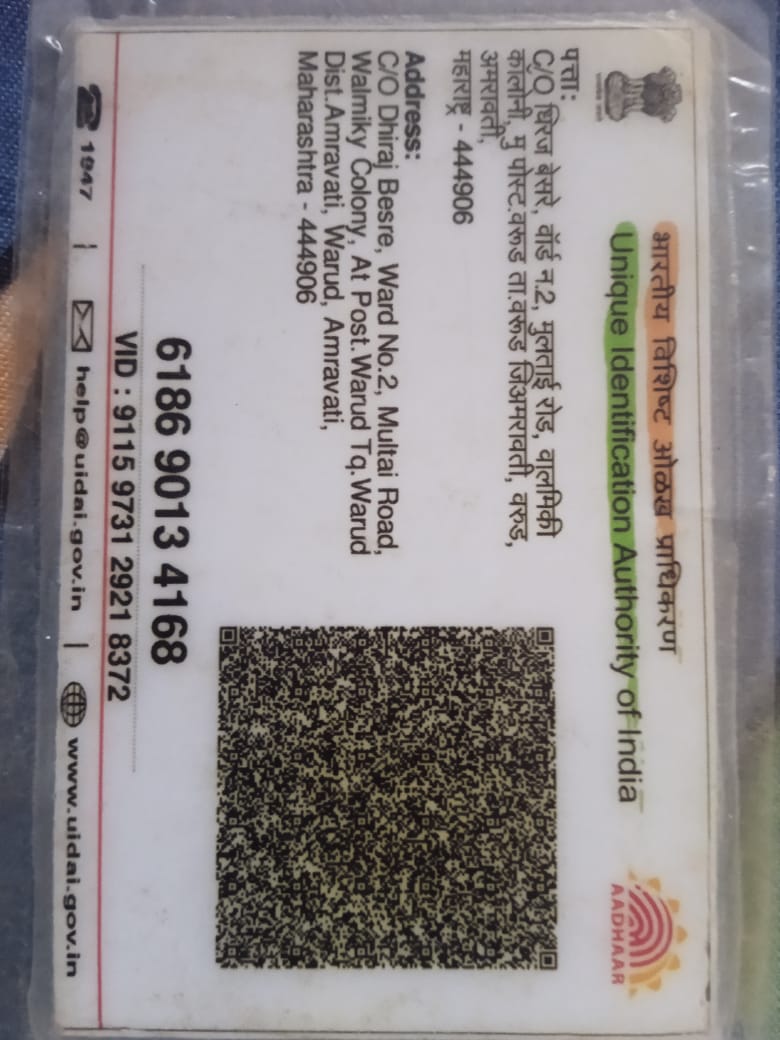 भारतीय विशिष्ट ओळख प्राधिकरण
Unique Identification Authority of India
AADHAAR
पत्ता:
C/O धिरज बेसरे, वॉर्ड न.2, मुलताई रोड, वालमिकी
कालोनी, मु पोस्ट.वरूड ता.वरूड जिअमरावती, वरुड,
अमरावती,
महाराष्ट्र - 444906
Address:
C/O Dhiraj Besre, Ward No.2, Multai Road,
Walmiky Colony, At Post.Warud Tq.Warud
Dist.Amravati, Warud, Amravati,
Maharashtra - 444906
6186 9013 4168
VID : 9115 9731 2921 8372
1947 | help@uidai.gov.in | www.uidai.gov.in